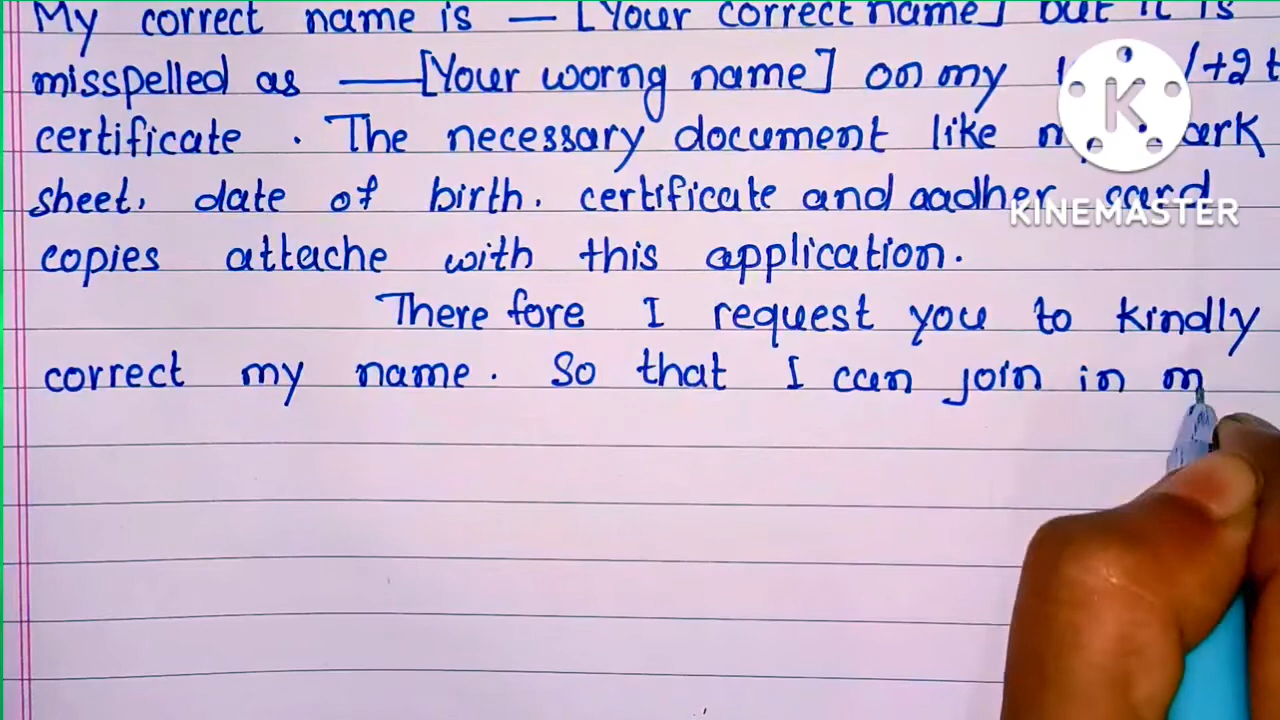 My correct name is — [Your correct name] but it is
misspelled as —[Your worng name] on my /+2 t
certificate . The necessary document like
sheet, date of birth. certificate and aadher card
KINEMASTER
copies attache with this application.
There fore I request you to kindly
correct my name. So that I can join in m